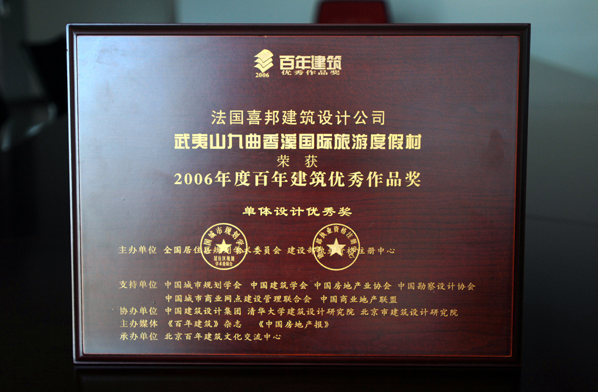 百年建筑
2006 优秀作品奖
法国喜邦建筑设计公司
武夷山九曲香溪国际旅游度假村
荣 获
2006年度百年建筑优秀作品奖
单体设计优秀奖
主办单位 全国居住区规划学术委员会 建设部 注册中心
支持单位 中国城市规划学会 中国建筑学会 中国房地产业协会 中国勘察设计协会
中国城市商业网点建设管理联合会 中国商业地产联盟
协办单位 中国建筑设计集团 清华大学建筑设计研究院 北京市建筑设计研究院
主办媒体 《百年建筑》杂志 《中国房地产报》
承办单位 北京百年建筑文化交流中心